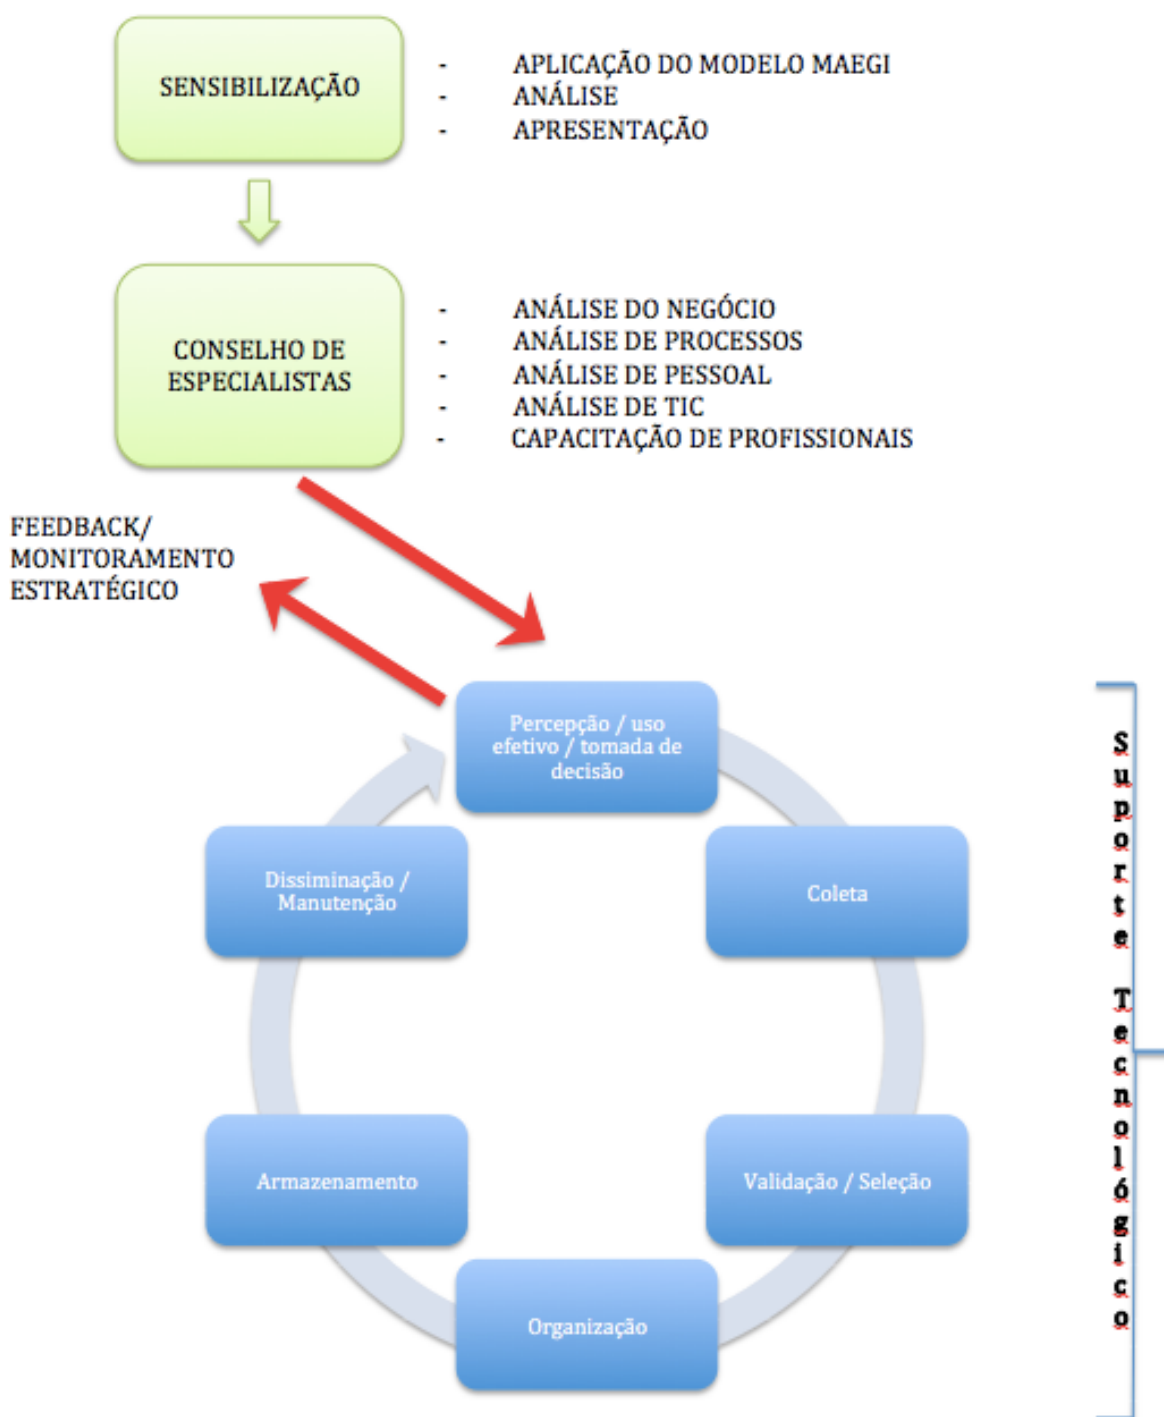 SENSIBILIZAÇÃO
- APLICAÇÃO DO MODELO MAEGI
- ANÁLISE
- APRESENTAÇÃO
CONSELHO DE
ESPECIALISTAS
- ANÁLISE DO NEGÓCIO
- ANÁLISE DE PROCESSOS
- ANÁLISE DE PESSOAL
- ANÁLISE DE TIC
- CAPACITAÇÃO DE PROFISSIONAIS
FEEDBACK/
MONITORAMENTO
ESTRATÉGICO
Percepção / uso
efetivo / tomada de
decisão
Coleta
Validação / Seleção
Organização
Armazenamento
Dissiminação /
Manutenção
Suporte Tecnológico